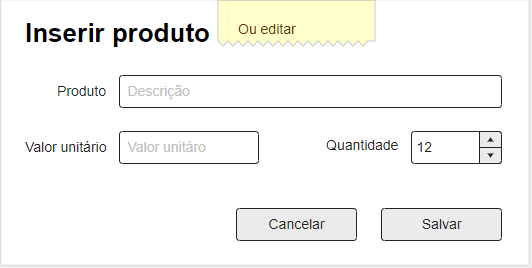 Inserir produto
Ou editar
Produto
Descrição
Valor unitário
Valor unitáro
Quantidade
12
Cancelar
Salvar